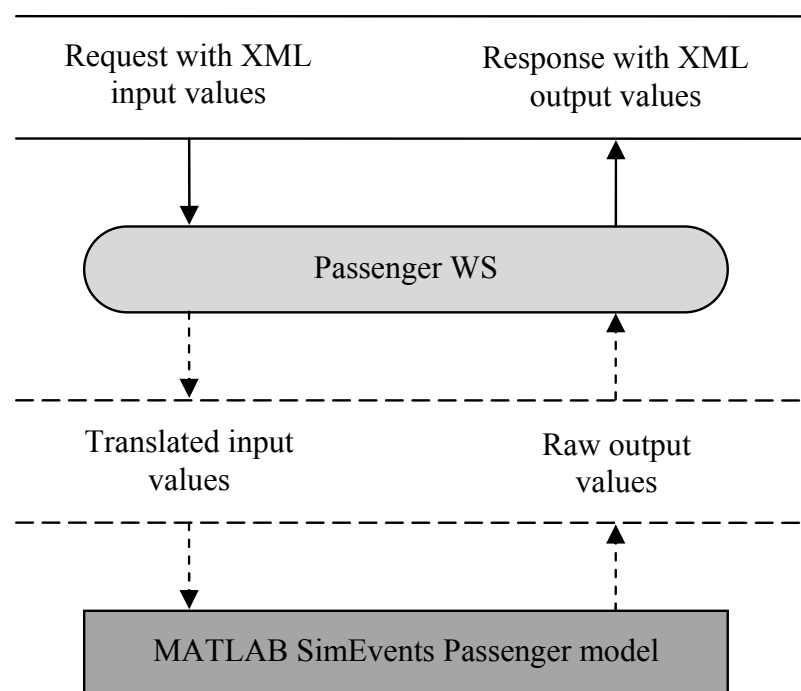 Request with XML
input values
Response with XML
output values
Passenger WS
Translated input
values
Raw output
values
MATLAB SimEvents Passenger model